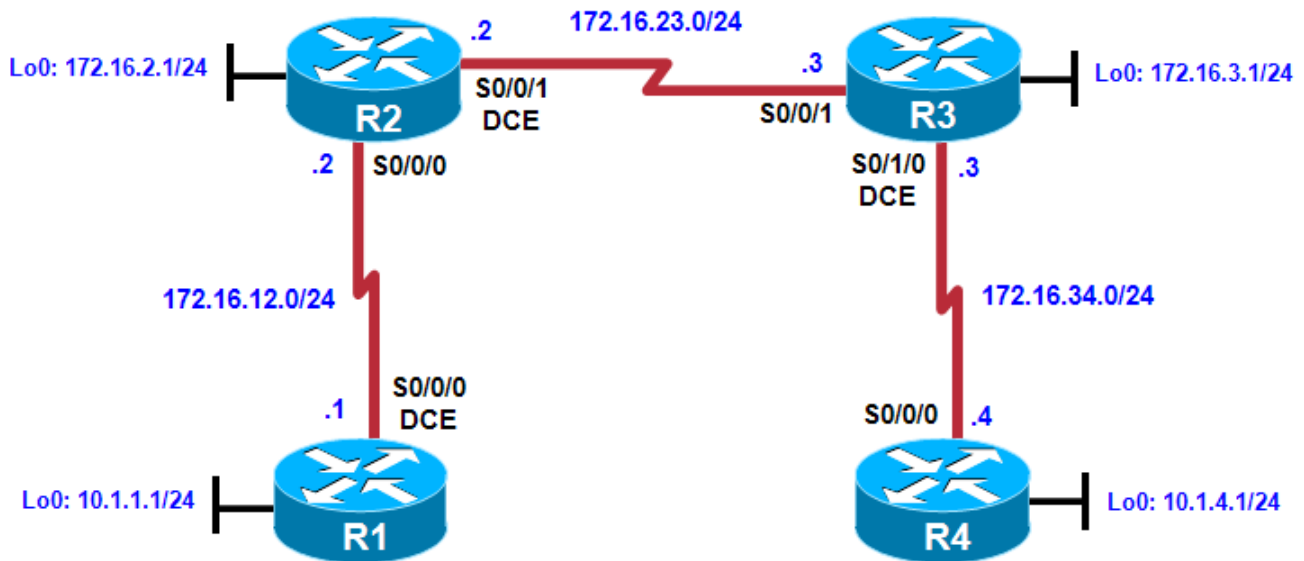 172.16.23.0/24
.2
.3
Lo0: 172.16.2.1/24
Lo0: 172.16.3.1/24
S0/0/1
DCE
S0/0/1
R2
R3
.2
S0/0/0
S0/1/0
DCE
.3
172.16.12.0/24
172.16.34.0/24
.1
S0/0/0
DCE
S0/0/0
.4
Lo0: 10.1.1.1/24
Lo0: 10.1.4.1/24
R1
R4